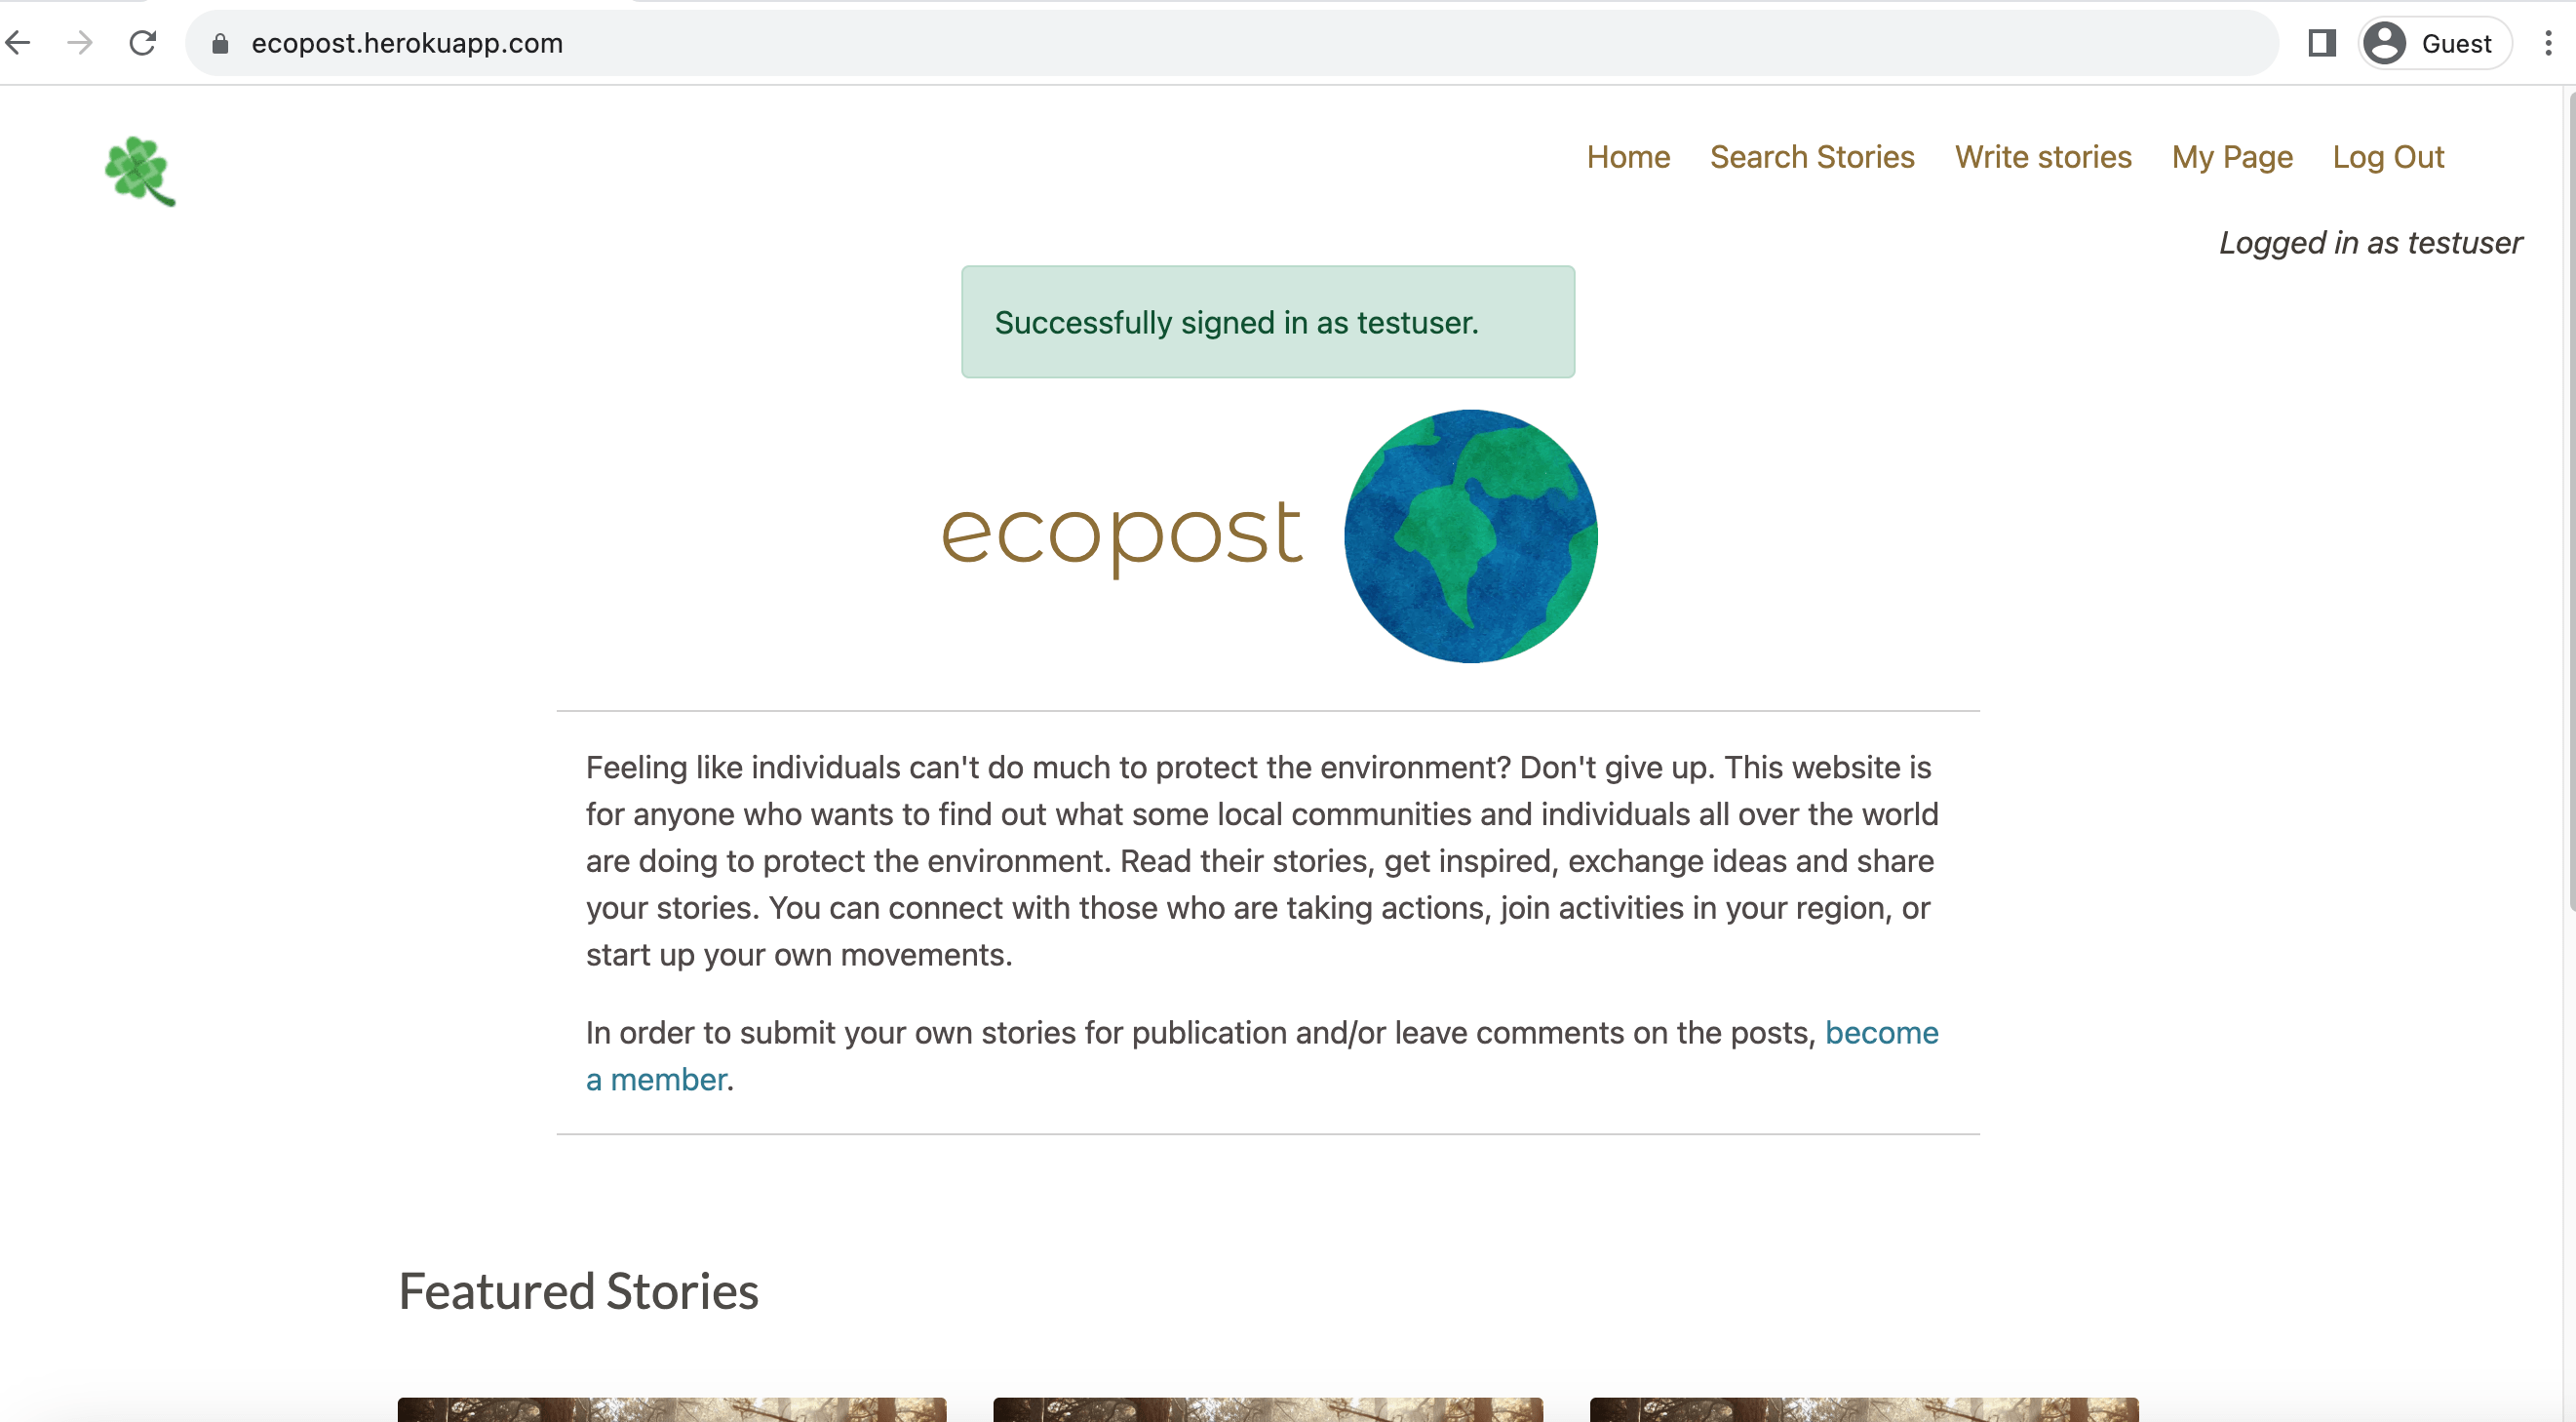 ecopost.herokuapp.com
Guest
Home Search Stories Write stories My Page Log Out
Logged in as testuser
Successfully signed in as testuser.
ecopost
Feeling like individuals can't do much to protect the environment? Don't give up. This website is
for anyone who wants to find out what some local communities and individuals all over the world
are doing to protect the environment. Read their stories, get inspired, exchange ideas and share
your stories. You can connect with those who are taking actions, join activities in your region, or
start up your own movements.
In order to submit your own stories for publication and/or leave comments on the posts, become
a member.
Featured Stories